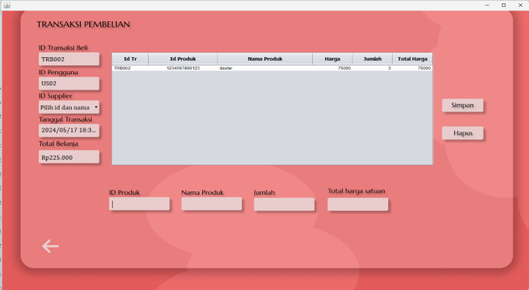 TRANSAKSI PEMBELIAN
ID Transaksi Beli
TRB002
ID Pengguna
US02
ID Supplier
Pilih id dan nama
Tanggal Transaksi
2024/05/17 10:3...
Total Belanja
Rp225.000
Id Tr Id Produk Nama Produk Harga Jumlah Total Harga
TRB002 1234567890123 daster 75000 3 75000
Simpan
Hapus
ID Produk Nama Produk Jumlah Total harga satuan